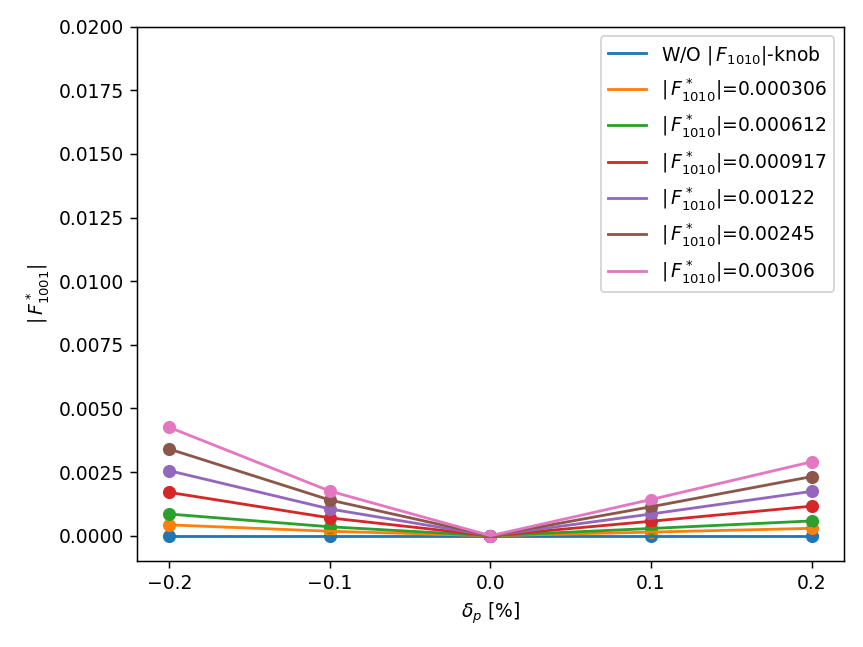 0.0200
0.0175
0.0150
0.0125
0.0100
0.0075
0.0050
0.0025
0.0000
|F*1001|
W/O |F1010|-knob
|F*1010|=0.000306
|F*1010|=0.000612
|F*1010|=0.000917
|F*1010|=0.00122
|F*1010|=0.00245
|F*1010|=0.00306
−0.2 −0.1 0.0 0.1 0.2
δp [%]